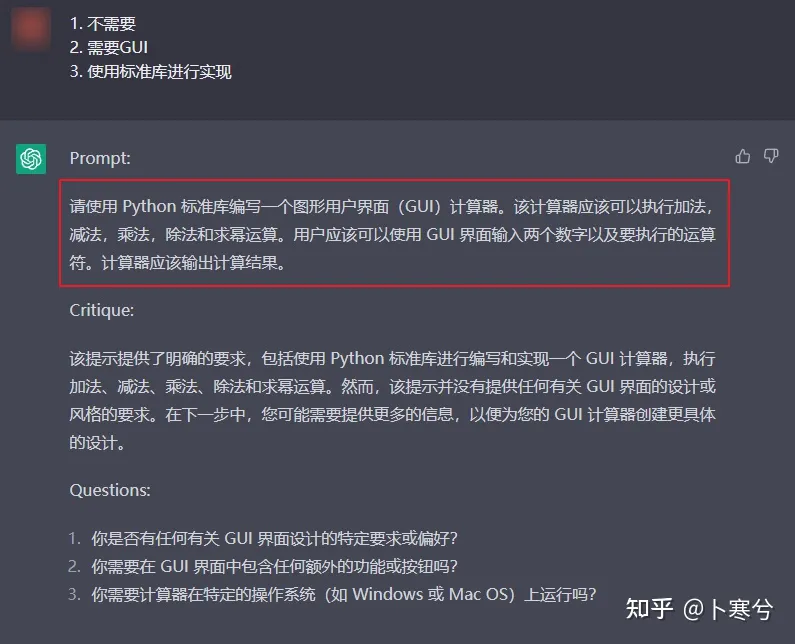 1. 不需要
2. 需要GUI
3. 使用标准库进行实现
Prompt:
请使用 Python 标准库编写一个图形用户界面（GUI）计算器。该计算器应该可以执行加法，
减法，乘法，除法和求幂运算。用户应该可以使用 GUI 界面输入两个数字以及要执行的运算
符。计算器应该输出计算结果。
Critique:
该提示提供了明确的要求，包括使用 Python 标准库进行编写和实现一个 GUI 计算器，执行
加法、减法、乘法、除法和求幂运算。然而，该提示并没有提供任何有关 GUI 界面的设计或
风格的要求。在下一步中，您可能需要提供更多的信息，以便为您的 GUI 计算器创建更具体
的设计。
Questions:
1. 你是否有任何有关 GUI 界面设计的特定要求或偏好？
2. 你需要在 GUI 界面中包含任何额外的功能或按钮吗？
3. 你需要计算器在特定的操作系统（如 Windows 或 Mac OS）上运行吗？
知乎 @卜寒兮